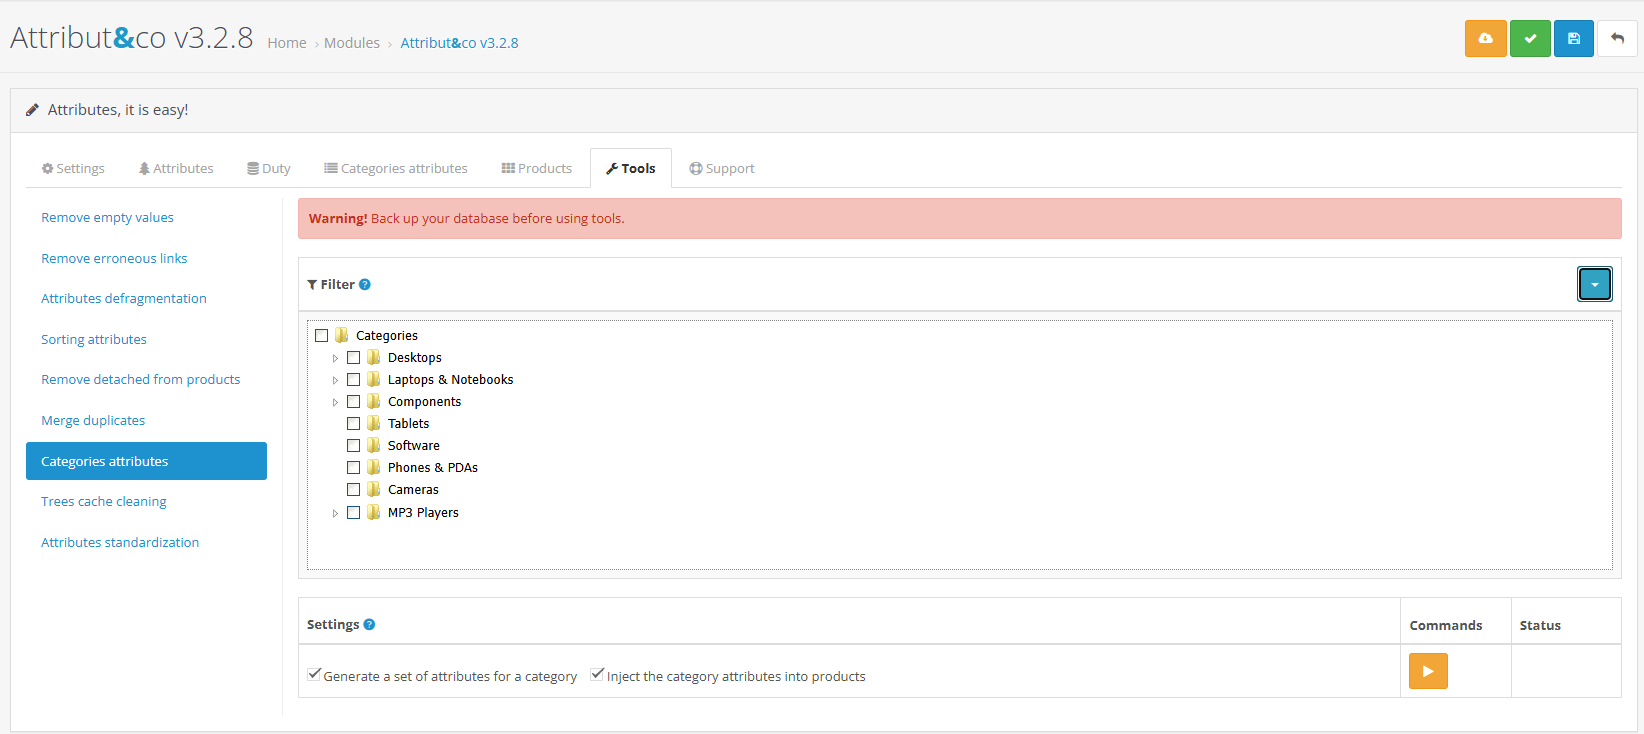 Attribut&co v3.2.8 Home › Modules › Attribut&co v3.2.8
Attributes, it is easy!
Settings Attributes Duty Categories attributes Products Tools Support
Remove empty values
Remove erroneous links
Attributes defragmentation
Sorting attributes
Remove detached from products
Merge duplicates
Categories attributes
Trees cache cleaning
Attributes standardization
Warning! Back up your database before using tools.
Filter ?
Categories
Desktops
Laptops & Notebooks
Components
Tablets
Software
Phones & PDAs
Cameras
MP3 Players
Settings ? Commands Status
Generate a set of attributes for a category Inject the category attributes into products